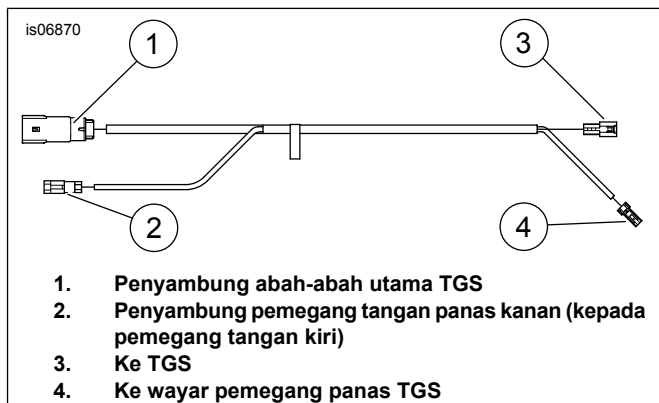 is06870
1
3
2
4
1. Penyambung abah-abah utama TGS
2. Penyambung pemegang tangan panas kanan (kepada
pemegang tangan kiri)
3. Ke TGS
4. Ke wayar pemegang panas TGS